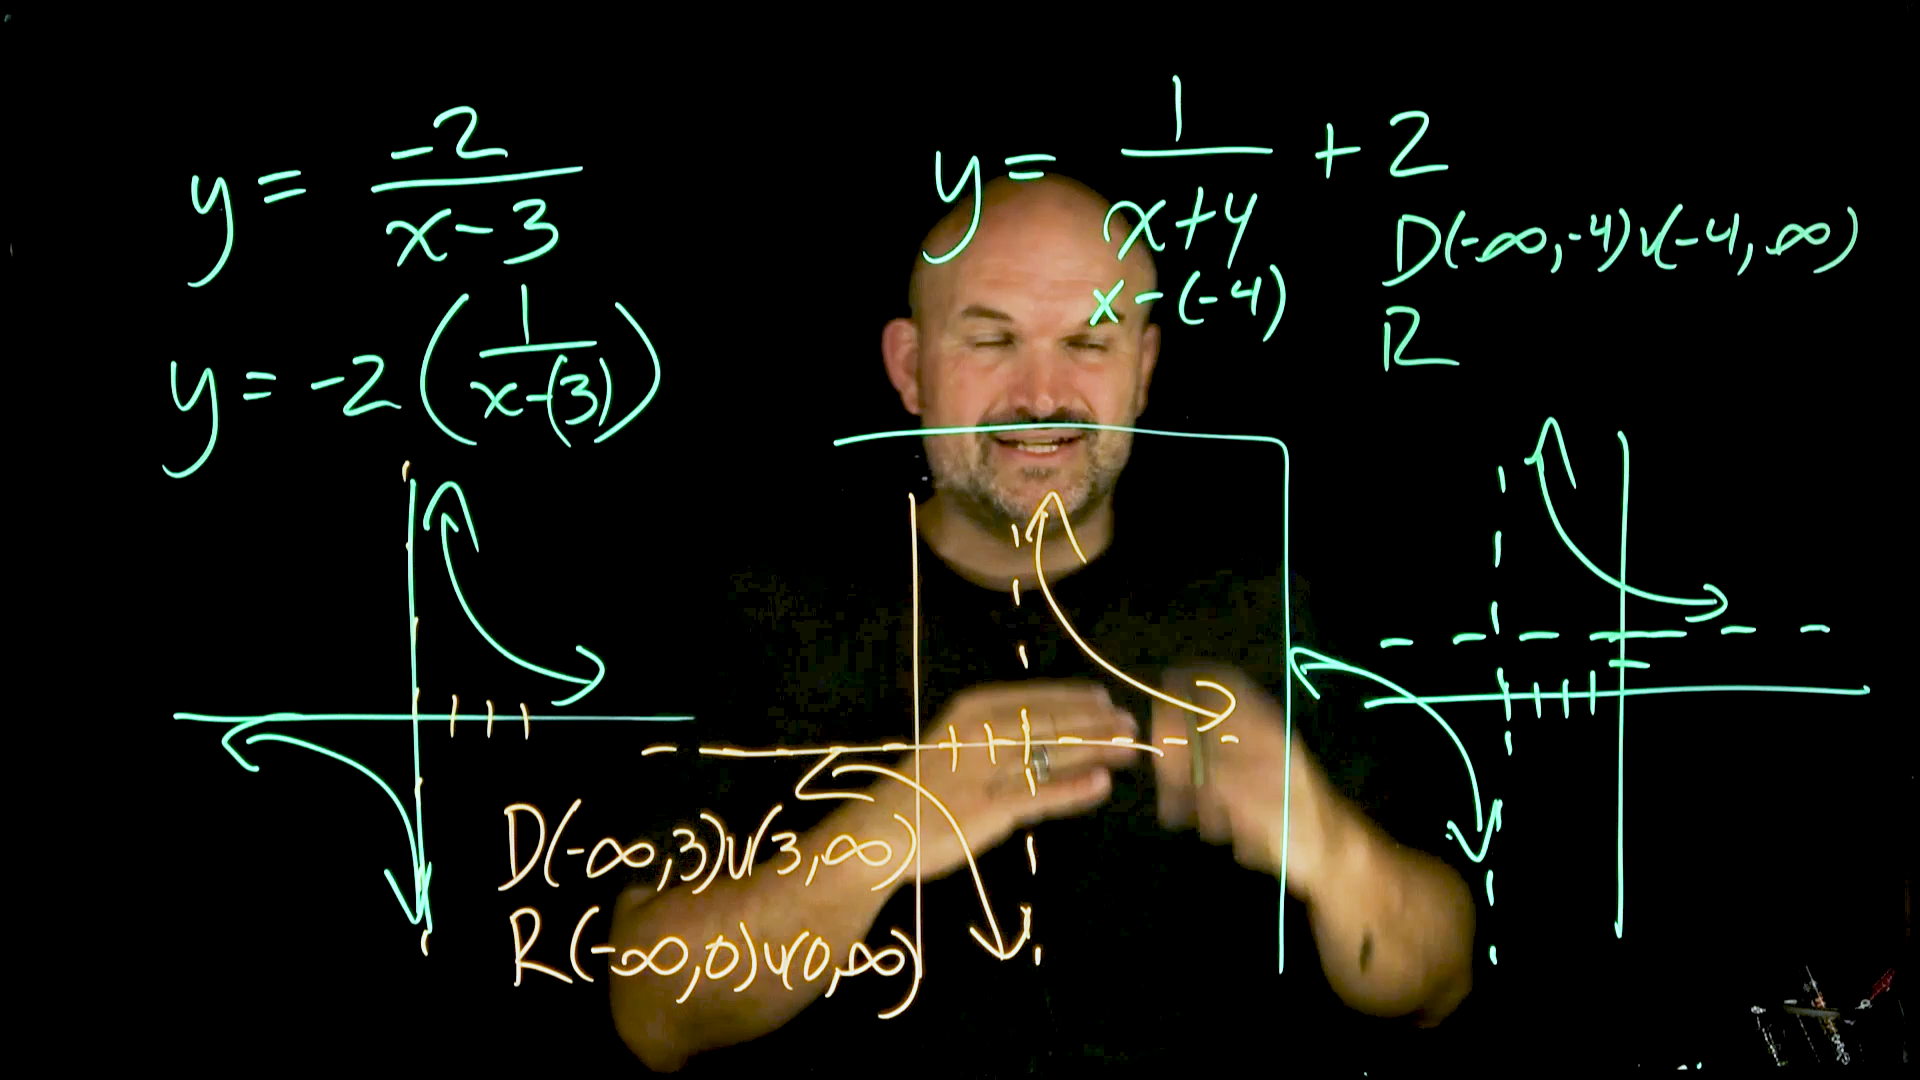 y = -2/(x-3)
y = -2(1/(x-(3)))
D(-∞,3)∪(3,∞)
R(-∞,0)∪(0,∞)
y = 1/(x+4) + 2
x-(-4)
D(-∞,-4)∪(-4,∞)
R